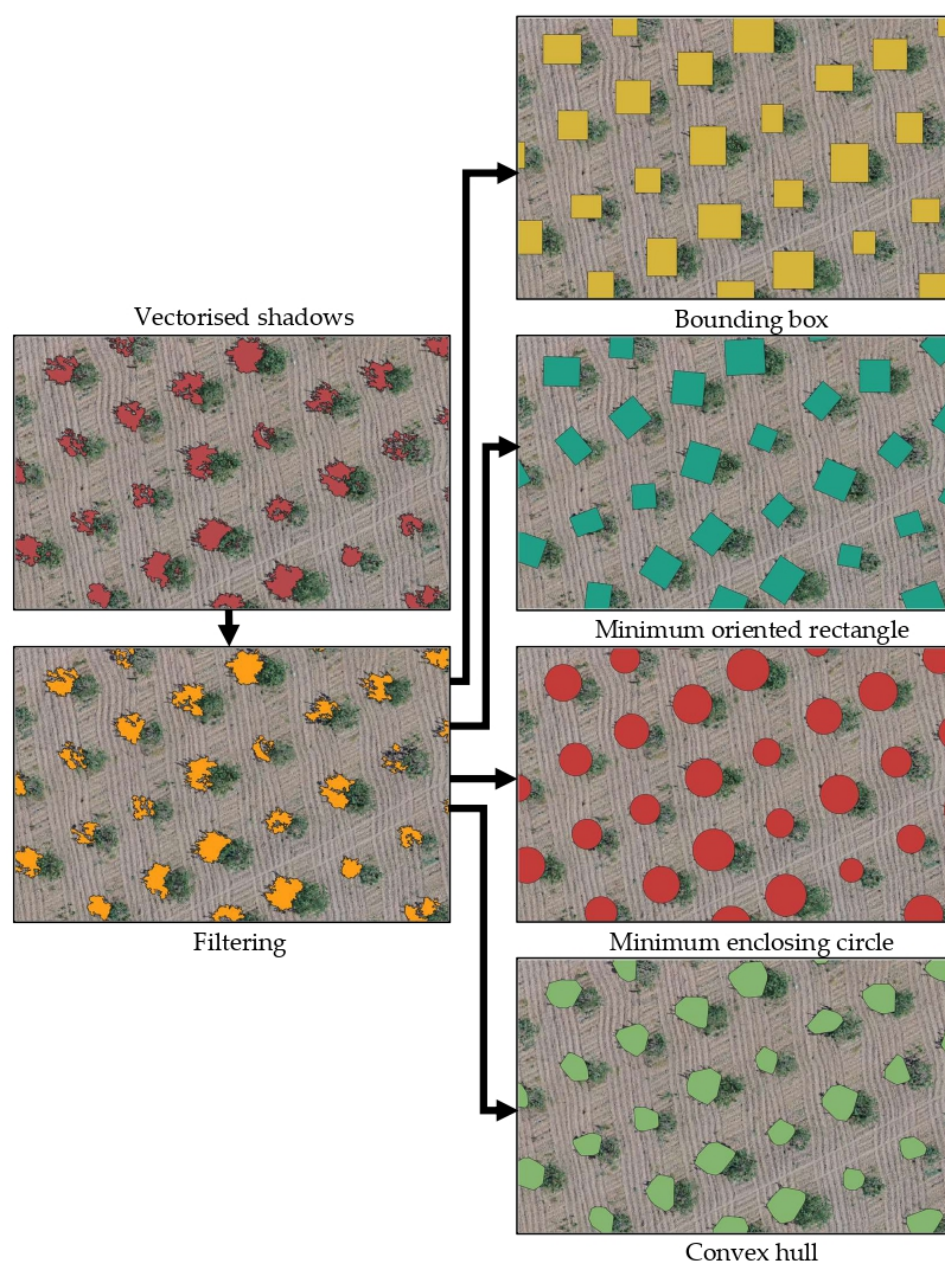 Vectorised shadows
Filtering
Bounding box
Minimum oriented rectangle
Minimum enclosing circle
Convex hull